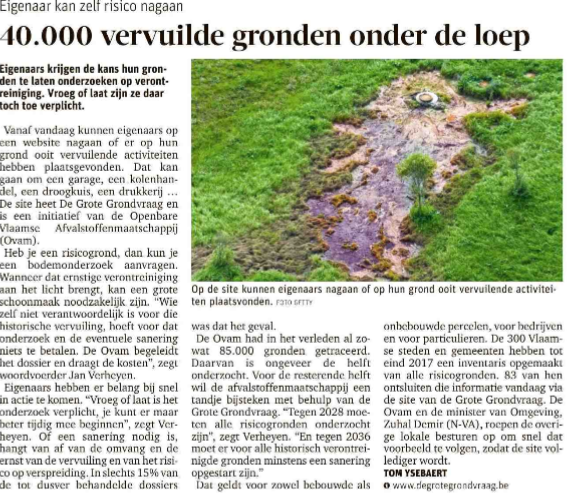 Eigenaar kan zelf risico nagaan
40.000 vervuilde gronden onder de loep
Eigenaars krijgen de kans hun gron-
den te laten onderzoeken op veront-
reiniging. Vroeg of laat zijn ze daar
toch toe verplicht.
Vanaf vandaag kunnen eigenaars op
een website nagaan of er op hun
grond ooit vervuilende activiteiten
hebben plaatsgevonden. Dat kan
gaan om een garage, een kolenhan-
del, een droogkuis, een drukkerij ...
De site heet De Grote Grondvraag en
is een initiatief van de Openbare
Vlaamse Afvalstoffenmaatschappij
(Ovam).
Heb je een risicogrond, dan kun je
een bodemonderzoek aanvragen.
Wanneer dat ernstige verontreiniging
aan het licht brengt, kan een grote
schoonmaak noodzakelijk zijn. “Wie
zelf niet verantwoordelijk is voor die
historische vervuiling, hoeft voor dat
onderzoek en de eventuele sanering
niets te betalen. De Ovam begeleidt
het dossier en draagt de kosten”, zegt
woordvoerder Jan Verheyen.
Eigenaars hebben er belang bij snel
in actie te komen. “Vroeg of laat is het
onderzoek verplicht, je kunt er maar
beter tijdig mee beginnen”, zegt Ver-
heyen. Of een sanering nodig is,
hangt van af van de omvang en de
ernst van de vervuiling en van het risi-
co op verspreiding. In slechts 15% van
de tot dusver behandelde dossiers
Op de site kunnen eigenaars nagaan of op hun grond ooit vervuilende activitei-
ten plaatsvonden. FOTO GETTY
was dat het geval.
De Ovam had in het verleden al zo-
wat 85.000 gronden getraceerd.
Daarvan is ongeveer de helft
onderzocht. Voor de resterende helft
wil de afvalstoffenmaatschappij een
tandje bijsteken met behulp van de
Grote Grondvraag. “Tegen 2028 moe-
ten alle risicogronden onderzocht
zijn”, zegt Verheyen. “En tegen 2036
moet er voor alle historisch verontrei-
nigde gronden minstens een sanering
opgestart zijn.”
Dat geldt voor zowel bebouwde als
onbebouwde percelen, voor bedrijven
en voor particulieren. De 300 Vlaam-
se steden en gemeenten hebben tot
eind 2017 een inventaris opgemaakt
van alle risicogronden. 83 van hen
ontsluiten die informatie vandaag via
de site van de Grote Grondvraag. De
Ovam en de minister van Omgeving,
Zuhal Demir (N-VA), roepen de overi-
ge lokale besturen op om snel dat
voorbeeld te volgen, zodat de site vol-
lediger wordt.
TOM YSEBAERT
www.degrotegrondvraag.be